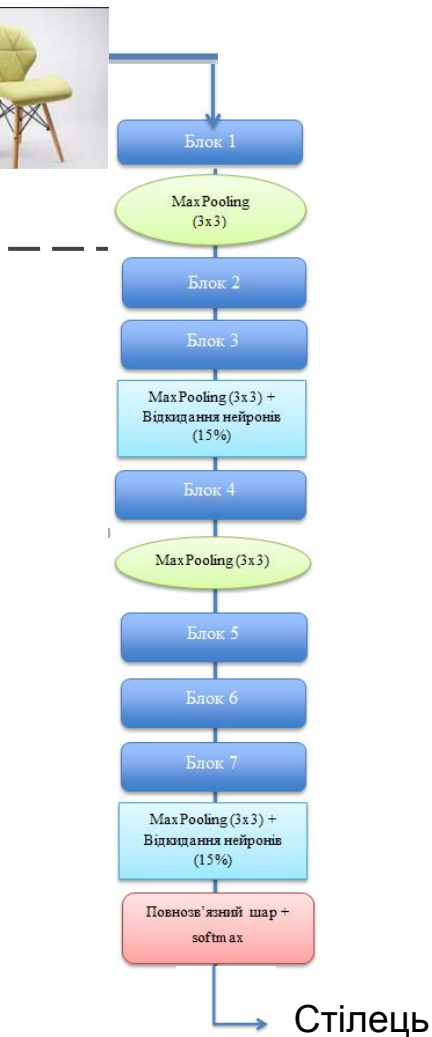 Блок 1
MaxPooling
(3x3)
Блок 2
Блок 3
MaxPooling (3x3) +
Відкидання нейронів
(15%)
Блок 4
MaxPooling (3x3)
Блок 5
Блок 6
Блок 7
MaxPooling (3x3) +
Відкидання нейронів
(15%)
Повнозв’язний шар +
softmax
Стілець